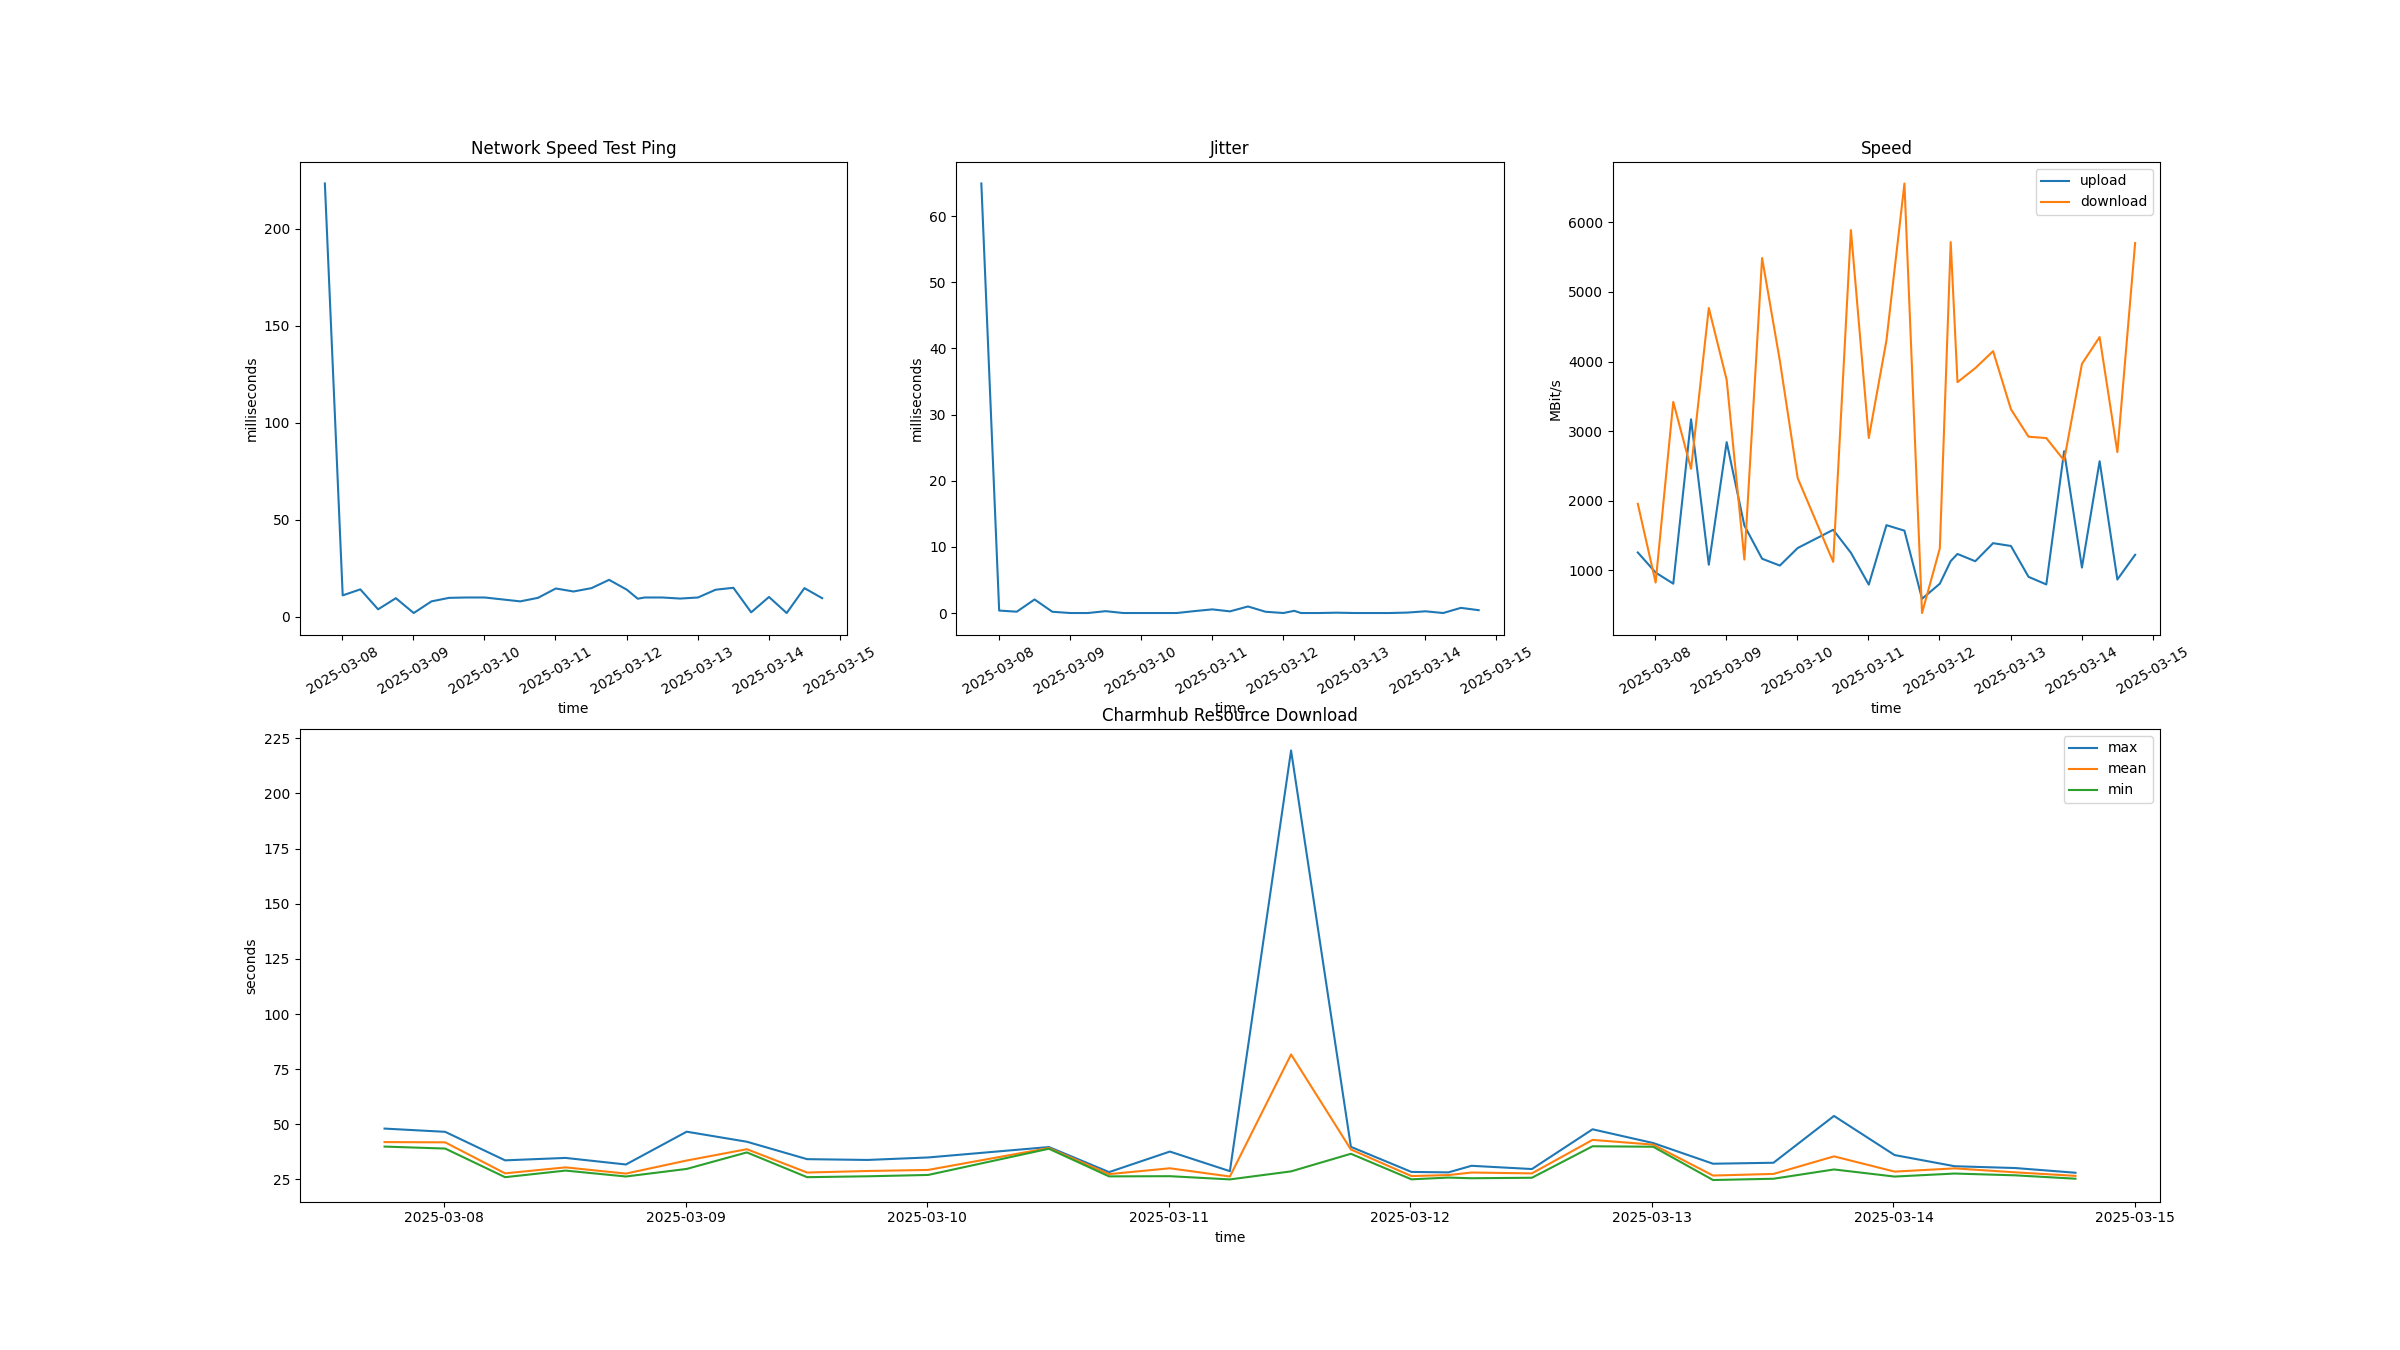 Network Speed Test Ping
milliseconds
200
150
100
50
0
2025-03-08 2025-03-09 2025-03-10 2025-03-11 2025-03-12 2025-03-13 2025-03-14 2025-03-15
time
Jitter
milliseconds
60
50
40
30
20
10
0
2025-03-08 2025-03-09 2025-03-10 2025-03-11 2025-03-12 2025-03-13 2025-03-14 2025-03-15
time
Speed
upload
download
MBit/s
6000
5000
4000
3000
2000
1000
2025-03-08 2025-03-09 2025-03-10 2025-03-11 2025-03-12 2025-03-13 2025-03-14 2025-03-15
time
Charmhub Resource Download
max
mean
min
seconds
225
200
175
150
125
100
75
50
25
2025-03-08 2025-03-09 2025-03-10 2025-03-11 2025-03-12 2025-03-13 2025-03-14 2025-03-15
time